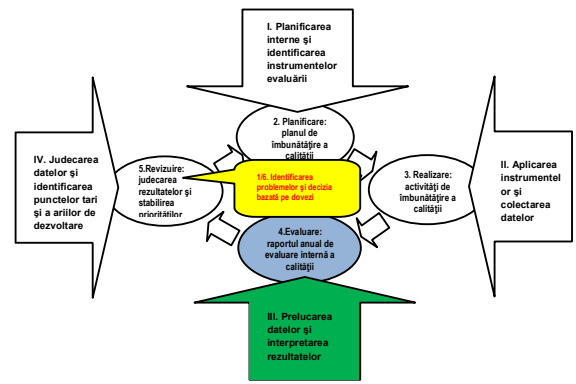 I. Planificarea
interne şi
identificarea
instrumentelor
evaluării
2. Planificare:
planul de
îmbunătăţire a
calităţii
IV. Judecarea
datelor şi
identificarea
punctelor tari
şi a ariilor de
dezvoltare
5.Revizuire:
judecarea
rezultatelor şi
stabilirea
priorităţilor
1/6. Identificarea
problemelor şi decizia
bazată pe dovezi
3. Realizare:
activităţi de
îmbunătăţire a
calităţii
II. Aplicarea
instrumentel
or şi
colectarea
datelor
4.Evaluare:
raportul anual de
evaluare internă a
calităţii
III. Prelucarea
datelor şi
interpretarea
rezultatelor